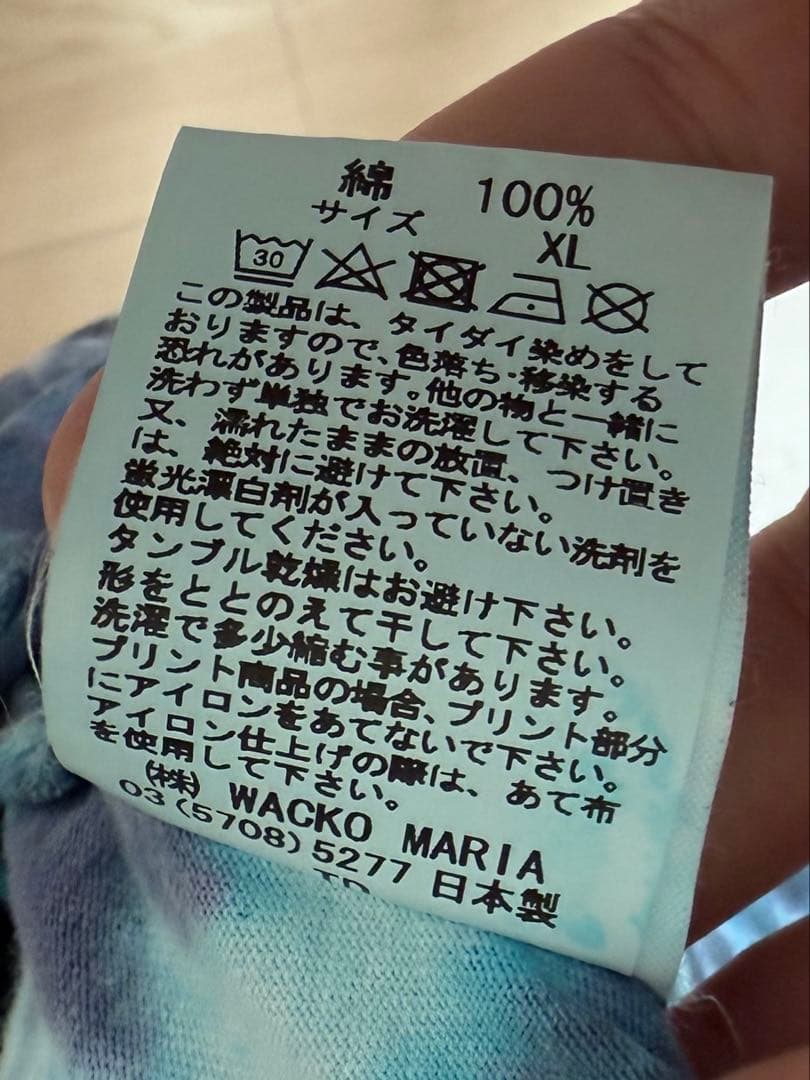 綿 100%
サイズ XL
30
この製品は、タイダイ染めをして
おりますので、色落ち・移染する
恐れがあります。他の物と一緒に
洗わず単独でお洗濯して下さい。
又、濡れたままの放置、つけ置き
は、絶対に避けて下さい。
蛍光漂白剤が入っていない洗剤を
使用してください。
タンブル乾燥はお避け下さい。
形をととのえて干して下さい。
洗濯で多少縮む事があります。
プリント商品の場合、プリント部分
にアイロンをあてないで下さい。
アイロン仕上げの際は、あて布
を使用して下さい。
(株) WACKO MARIA
03(5708)5277 日本製
TD